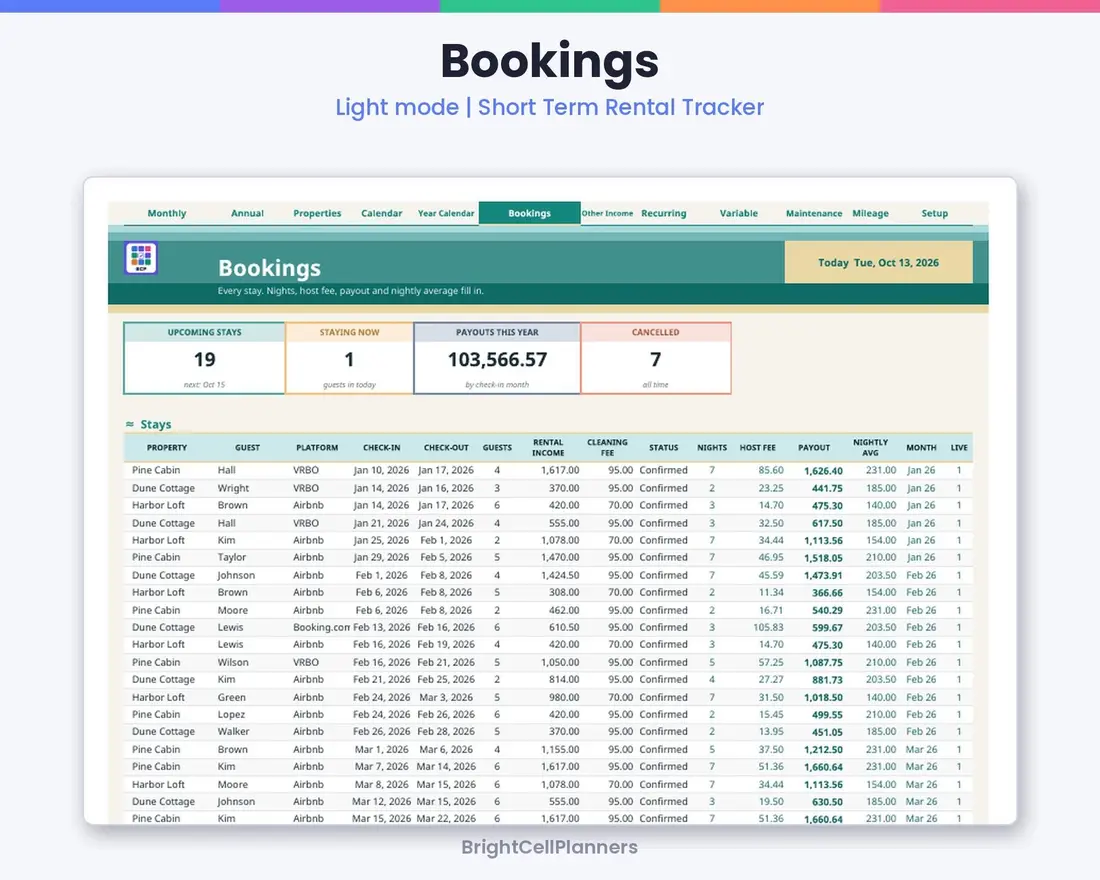 Bookings
Light mode | Short Term Rental Tracker
Monthly Annual Properties Calendar Year Calendar Bookings Other Income Recurring Variable Maintenance Mileage Setup
BCP
Bookings
Today Tue, Oct 13, 2026
Every stay. Nights, host fee, payout and nightly average fill in.
UPCOMING STAYS STAYING NOW PAYOUTS THIS YEAR CANCELLED
19 1 103,566.57 7
next: Oct 15 guests in today by check-in month all time
≈ Stays
PROPERTY GUEST PLATFORM CHECK-IN CHECK-OUT GUESTS RENTAL INCOME CLEANING FEE STATUS NIGHTS HOST FEE PAYOUT NIGHTLY AVG MONTH LIVE
Pine Cabin Hall VRBO Jan 10, 2026 Jan 17, 2026 4 1,617.00 95.00 Confirmed 7 85.60 1,626.40 231.00 Jan 26 1
Dune Cottage Wright VRBO Jan 14, 2026 Jan 16, 2026 3 370.00 95.00 Confirmed 2 23.25 441.75 185.00 Jan 26 1
Harbor Loft Brown Airbnb Jan 14, 2026 Jan 17, 2026 6 420.00 70.00 Confirmed 3 14.70 475.30 140.00 Jan 26 1
Dune Cottage Hall VRBO Jan 21, 2026 Jan 24, 2026 4 555.00 95.00 Confirmed 3 32.50 617.50 185.00 Jan 26 1
Harbor Loft Kim Airbnb Jan 25, 2026 Feb 1, 2026 2 1,078.00 70.00 Confirmed 7 34.44 1,113.56 154.00 Jan 26 1
Pine Cabin Taylor Airbnb Jan 29, 2026 Feb 5, 2026 5 1,470.00 95.00 Confirmed 7 46.95 1,518.05 210.00 Jan 26 1
Dune Cottage Johnson Airbnb Feb 1, 2026 Feb 8, 2026 4 1,424.50 95.00 Confirmed 7 45.59 1,473.91 203.50 Feb 26 1
Harbor Loft Brown Airbnb Feb 6, 2026 Feb 8, 2026 5 308.00 70.00 Confirmed 2 11.34 366.66 154.00 Feb 26 1
Pine Cabin Moore Airbnb Feb 6, 2026 Feb 8, 2026 2 462.00 95.00 Confirmed 2 16.71 540.29 231.00 Feb 26 1
Dune Cottage Lewis Booking.com Feb 13, 2026 Feb 16, 2026 6 610.50 95.00 Confirmed 3 105.83 599.67 203.50 Feb 26 1
Harbor Loft Lewis Airbnb Feb 16, 2026 Feb 19, 2026 4 420.00 70.00 Confirmed 3 14.70 475.30 140.00 Feb 26 1
Pine Cabin Wilson VRBO Feb 16, 2026 Feb 21, 2026 5 1,050.00 95.00 Confirmed 5 57.25 1,087.75 210.00 Feb 26 1
Dune Cottage Kim Airbnb Feb 21, 2026 Feb 25, 2026 2 814.00 95.00 Confirmed 4 27.27 881.73 203.50 Feb 26 1
Harbor Loft Green Airbnb Feb 24, 2026 Mar 3, 2026 5 980.00 70.00 Confirmed 7 31.50 1,018.50 140.00 Feb 26 1
Pine Cabin Lopez Airbnb Feb 24, 2026 Feb 26, 2026 6 420.00 95.00 Confirmed 2 15.45 499.55 210.00 Feb 26 1
Dune Cottage Walker Airbnb Feb 26, 2026 Feb 28, 2026 5 370.00 95.00 Confirmed 2 13.95 451.05 185.00 Feb 26 1
Pine Cabin Brown Airbnb Mar 1, 2026 Mar 6, 2026 4 1,155.00 95.00 Confirmed 5 37.50 1,212.50 231.00 Mar 26 1
Pine Cabin Kim Airbnb Mar 7, 2026 Mar 14, 2026 6 1,617.00 95.00 Confirmed 7 51.36 1,660.64 231.00 Mar 26 1
Harbor Loft Moore Airbnb Mar 8, 2026 Mar 15, 2026 6 1,078.00 70.00 Confirmed 7 34.44 1,113.56 154.00 Mar 26 1
Dune Cottage Johnson Airbnb Mar 12, 2026 Mar 15, 2026 6 555.00 95.00 Confirmed 3 19.50 630.50 185.00 Mar 26 1
Pine Cabin Kim Airbnb Mar 15, 2026 Mar 22, 2026 6 1,617.00 95.00 Confirmed 7 51.36 1,660.64 231.00 Mar 26 1
BrightCellPlanners